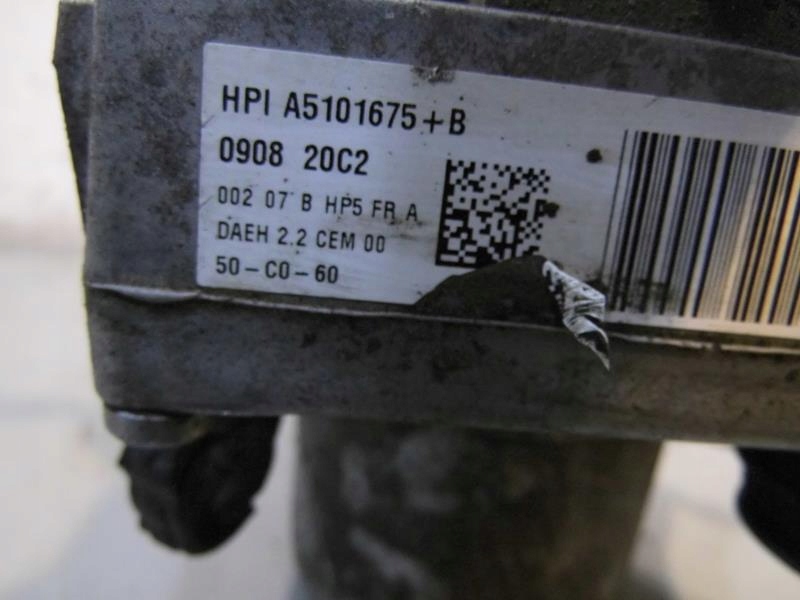 HPI A5101675+B
0908 20C2
002 07 B HP5 FR A
DAEH 2.2 CEM 00
50-C0-60